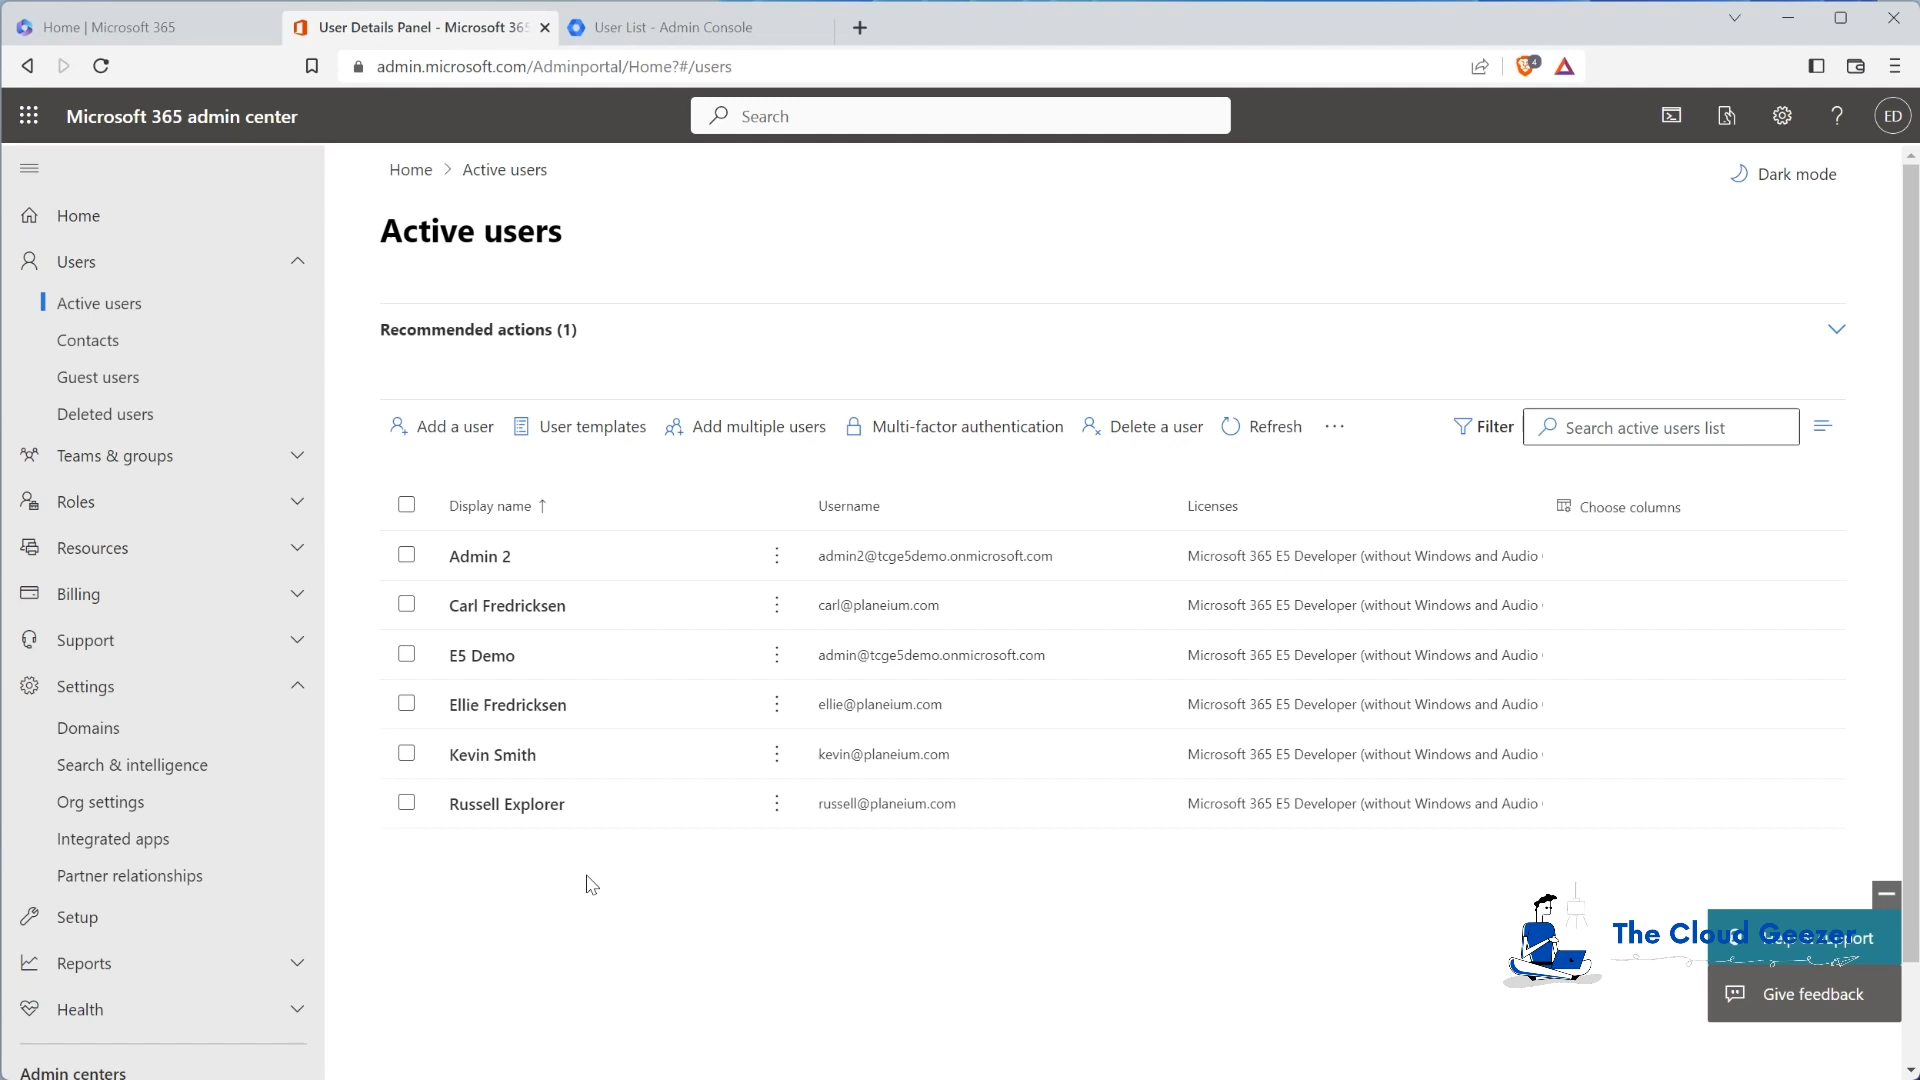 Home | Microsoft 365
User Details Panel - Microsoft 365
User List - Admin Console
admin.microsoft.com/Adminportal/Home?#/users
4
Microsoft 365 admin center
Search
ED
Home > Active users
Dark mode
Active users
Home
Users
Active users
Contacts
Guest users
Deleted users
Teams & groups
Roles
Resources
Billing
Support
Settings
Domains
Search & intelligence
Org settings
Integrated apps
Partner relationships
Setup
Reports
Health
Admin centers
Recommended actions (1)
Add a user
User templates
Add multiple users
Multi-factor authentication
Delete a user
Refresh
Filter
Search active users list
Display name ↑ Username Licenses Choose columns
Admin 2 admin2@tcge5demo.onmicrosoft.com Microsoft 365 E5 Developer (without Windows and Audio
Carl Fredricksen carl@planeium.com Microsoft 365 E5 Developer (without Windows and Audio
E5 Demo admin@tcge5demo.onmicrosoft.com Microsoft 365 E5 Developer (without Windows and Audio
Ellie Fredricksen ellie@planeium.com Microsoft 365 E5 Developer (without Windows and Audio
Kevin Smith kevin@planeium.com Microsoft 365 E5 Developer (without Windows and Audio
Russell Explorer russell@planeium.com Microsoft 365 E5 Developer (without Windows and Audio
The Cloud Geezer
Give feedback